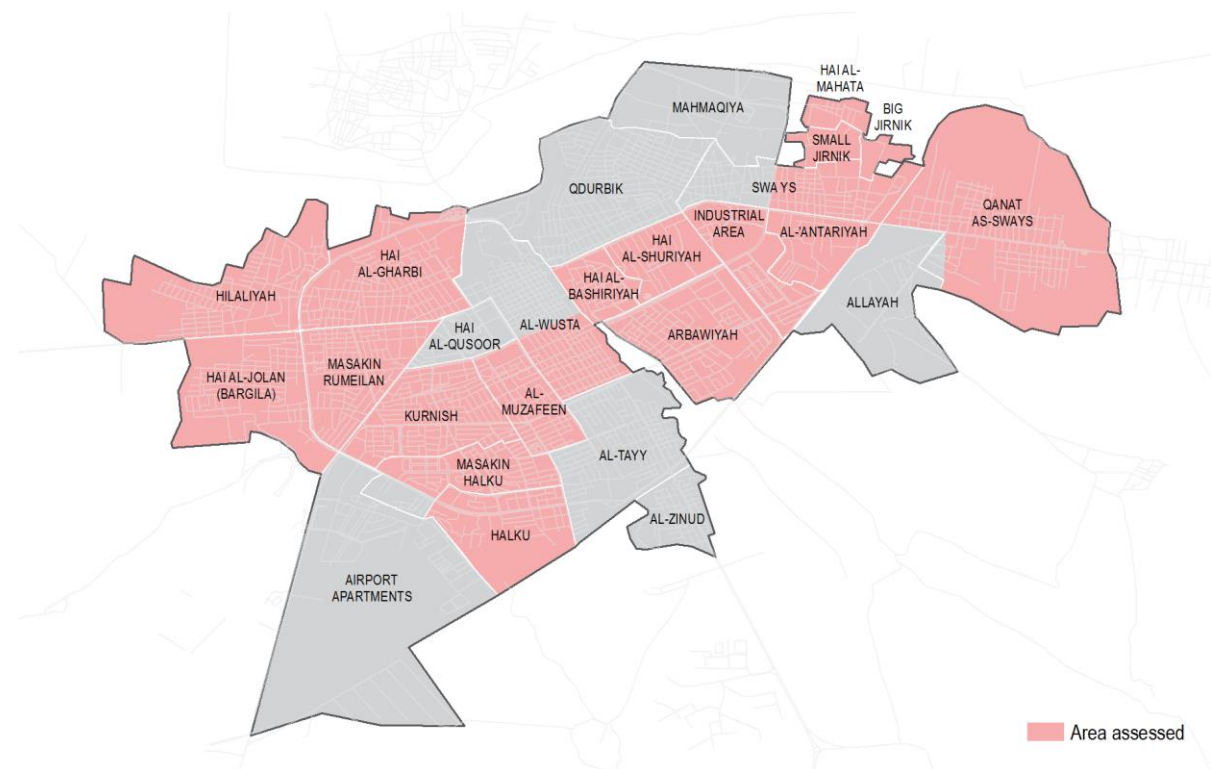 HAI AL-
MAHATA
MAHMAQIYA
BIG
JIRNIK
SMALL
JIRNIK
QDURBIK
SWAYS
QANAT
AS-SWAYS
INDUSTRIAL
AREA
AL-'ANTARIYAH
HAI
AL-SHURIYAH
HAI
AL-GHARBI
HAI AL-
BASHIRIYAH
HILALIYAH
ALLAYAH
AL-WUSTA
HAI
AL-QUSOOR
ARBAWIYAH
MASAKIN
RUMEILAN
HAI AL-JOLAN
(BARGILA)
AL-
MUZAFEEN
KURNISH
AL-TAYY
MASAKIN
HALKU
AL-ZINUD
HALKU
AIRPORT
APARTMENTS
Area assessed